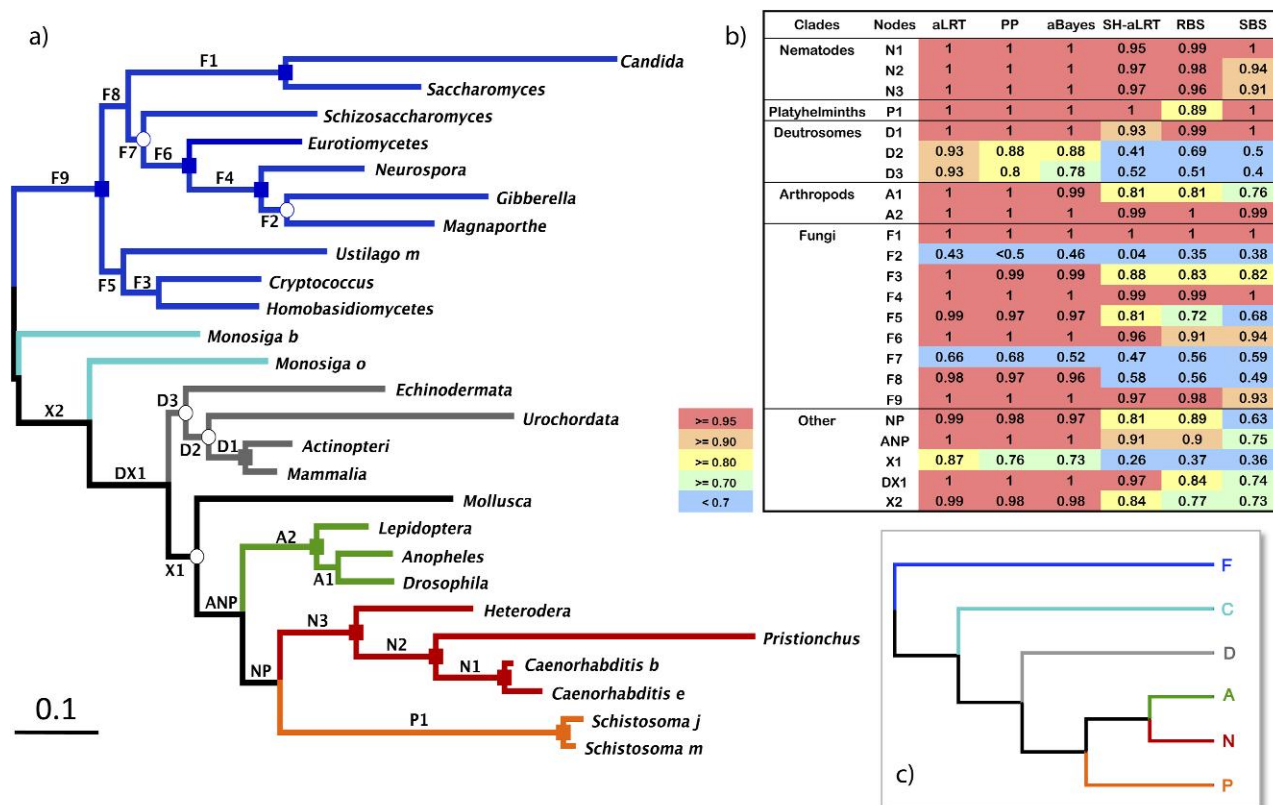 a)
F1
Candida
F8
Saccharomyces
Schizosaccharomyces
F7
F6
Eurotiomycetes
F9
F4
Neurospora
Gibberella
F2
Magnaporthe
Ustilago m
F5
F3
Cryptococcus
Homobasidiomycetes
Monosiga b
Monosiga o
X2
D3
Echinodermata
Urochordata
D2
D1
Actinopteri
Mammalia
DX1
Mollusca
X1
A2
Lepidoptera
Anopheles
A1
Drosophila
ANP
N3
Heterodera
NP
N2
Pristionchus
N1
Caenorhabditis b
Caenorhabditis e
P1
Schistosoma j
Schistosoma m
0.1
b)
Clades Nodes aLRT PP aBayes SH-aLRT RBS SBS
Nematodes N1 1 1 1 0.95 0.99 1
N2 1 1 1 0.97 0.98 0.94
N3 1 1 1 0.97 0.96 0.91
Platyhelminths P1 1 1 1 1 0.89 1
Deutrosomes D1 1 1 1 0.93 0.99 1
D2 0.93 0.88 0.88 0.41 0.69 0.5
D3 0.93 0.8 0.78 0.52 0.51 0.4
Arthropods A1 1 1 0.99 0.81 0.81 0.76
A2 1 1 1 0.99 1 0.99
Fungi F1 1 1 1 1 1 1
F2 0.43 <0.5 0.46 0.04 0.35 0.38
F3 1 0.99 0.99 0.88 0.83 0.82
F4 1 1 1 0.99 0.99 1
F5 0.99 0.97 0.97 0.81 0.72 0.68
F6 1 1 1 0.96 0.91 0.94
F7 0.66 0.68 0.52 0.47 0.56 0.59
F8 0.98 0.97 0.96 0.58 0.56 0.49
F9 1 1 1 0.97 0.98 0.93
Other NP 0.99 0.98 0.97 0.81 0.89 0.63
ANP 1 1 1 0.91 0.9 0.75
X1 0.87 0.76 0.73 0.26 0.37 0.36
DX1 1 1 1 0.97 0.84 0.74
X2 0.99 0.98 0.98 0.84 0.77 0.73
>= 0.95
>= 0.90
>= 0.80
>= 0.70
< 0.7
F
C
D
A
N
P
c)